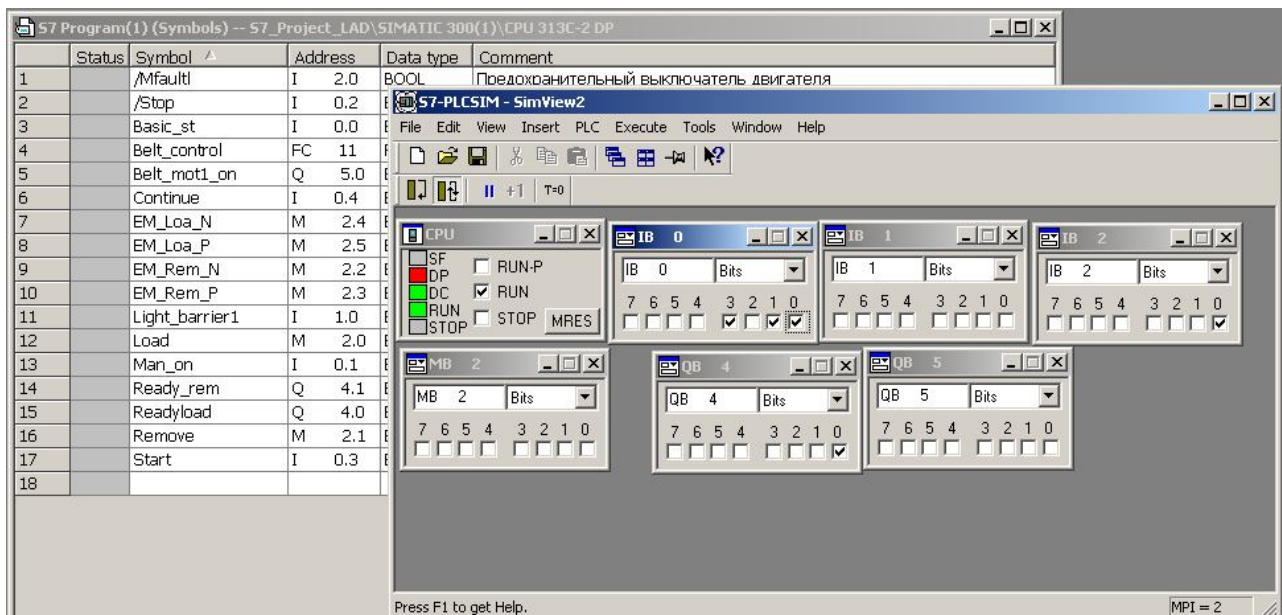 S7 Program(1) (Symbols) -- S7_Project_LAD\SIMATIC 300(1)\CPU 313C-2 DP
Status Symbol Address Data type Comment
1 /Mfaultl I 2.0 BOOL Предохранительный выключатель двигателя
2 /Stop I 0.2
3 Basic_st I 0.0
4 Belt_control FC 11
5 Belt_mot1_on Q 5.0
6 Continue I 0.4
7 EM_Loa_N M 2.4
8 EM_Loa_P M 2.5
9 EM_Rem_N M 2.2
10 EM_Rem_P M 2.3
11 Light_barrier1 I 1.0
12 Load M 2.0
13 Man_on I 0.1
14 Ready_rem Q 4.1
15 Readyload Q 4.0
16 Remove M 2.1
17 Start I 0.3
18
S7-PLCSIM - SimView2
File Edit View Insert PLC Execute Tools Window Help
+1 T=0
CPU
SF
DP
DC
RUN
STOP
RUN-P
RUN
STOP MRES
IB 0
IB 0 Bits
7 6 5 4 3 2 1 0
IB 1
IB 1 Bits
7 6 5 4 3 2 1 0
IB 2
IB 2 Bits
7 6 5 4 3 2 1 0
MB 2
MB 2 Bits
7 6 5 4 3 2 1 0
QB 4
QB 4 Bits
7 6 5 4 3 2 1 0
QB 5
QB 5 Bits
7 6 5 4 3 2 1 0
Press F1 to get Help. MPI = 2